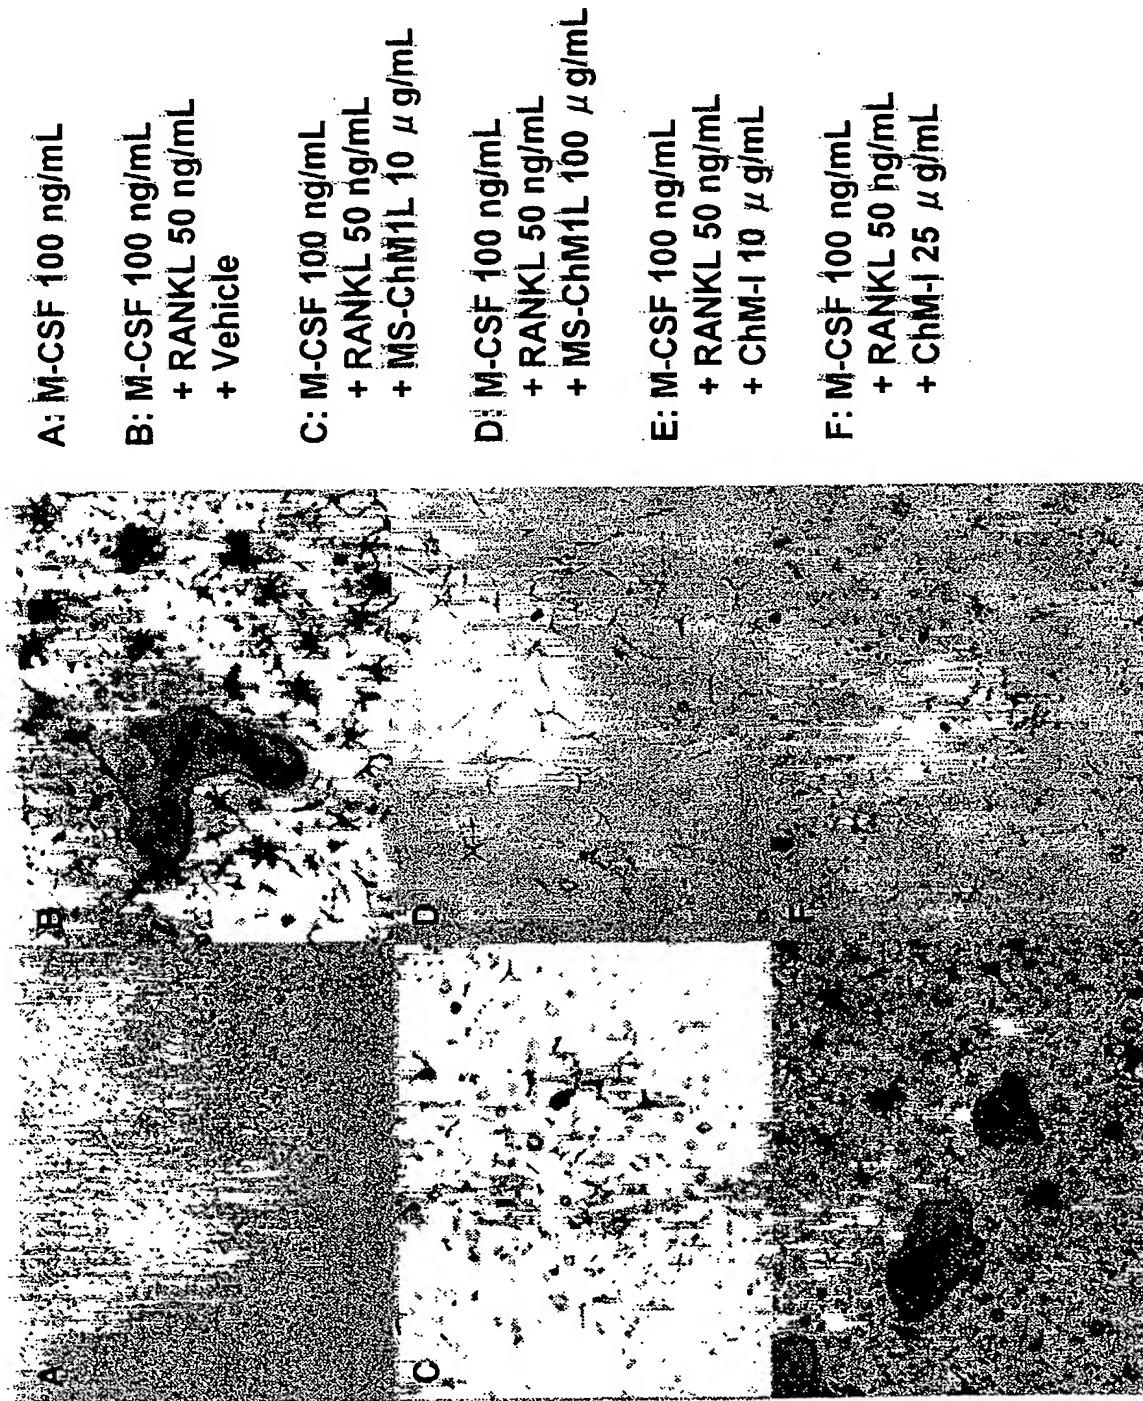 A: M-CSF 100 ng/mL
B: M-CSF 100 ng/mL
+ RANKL 50 ng/mL
+ Vehicle
C: M-CSF 100 ng/mL
+ RANKL 50 ng/mL
+ MS-ChM1L 10 μg/mL
D: M-CSF 100 ng/mL
+ RANKL 50 ng/mL
+ MS-ChM1L 100 μg/mL
E: M-CSF 100 ng/mL
+ RANKL 50 ng/mL
+ ChM-I 10 μg/mL
F: M-CSF 100 ng/mL
+ RANKL 50 ng/mL
+ ChM-I 25 μg/mL
A
B
C
D
F